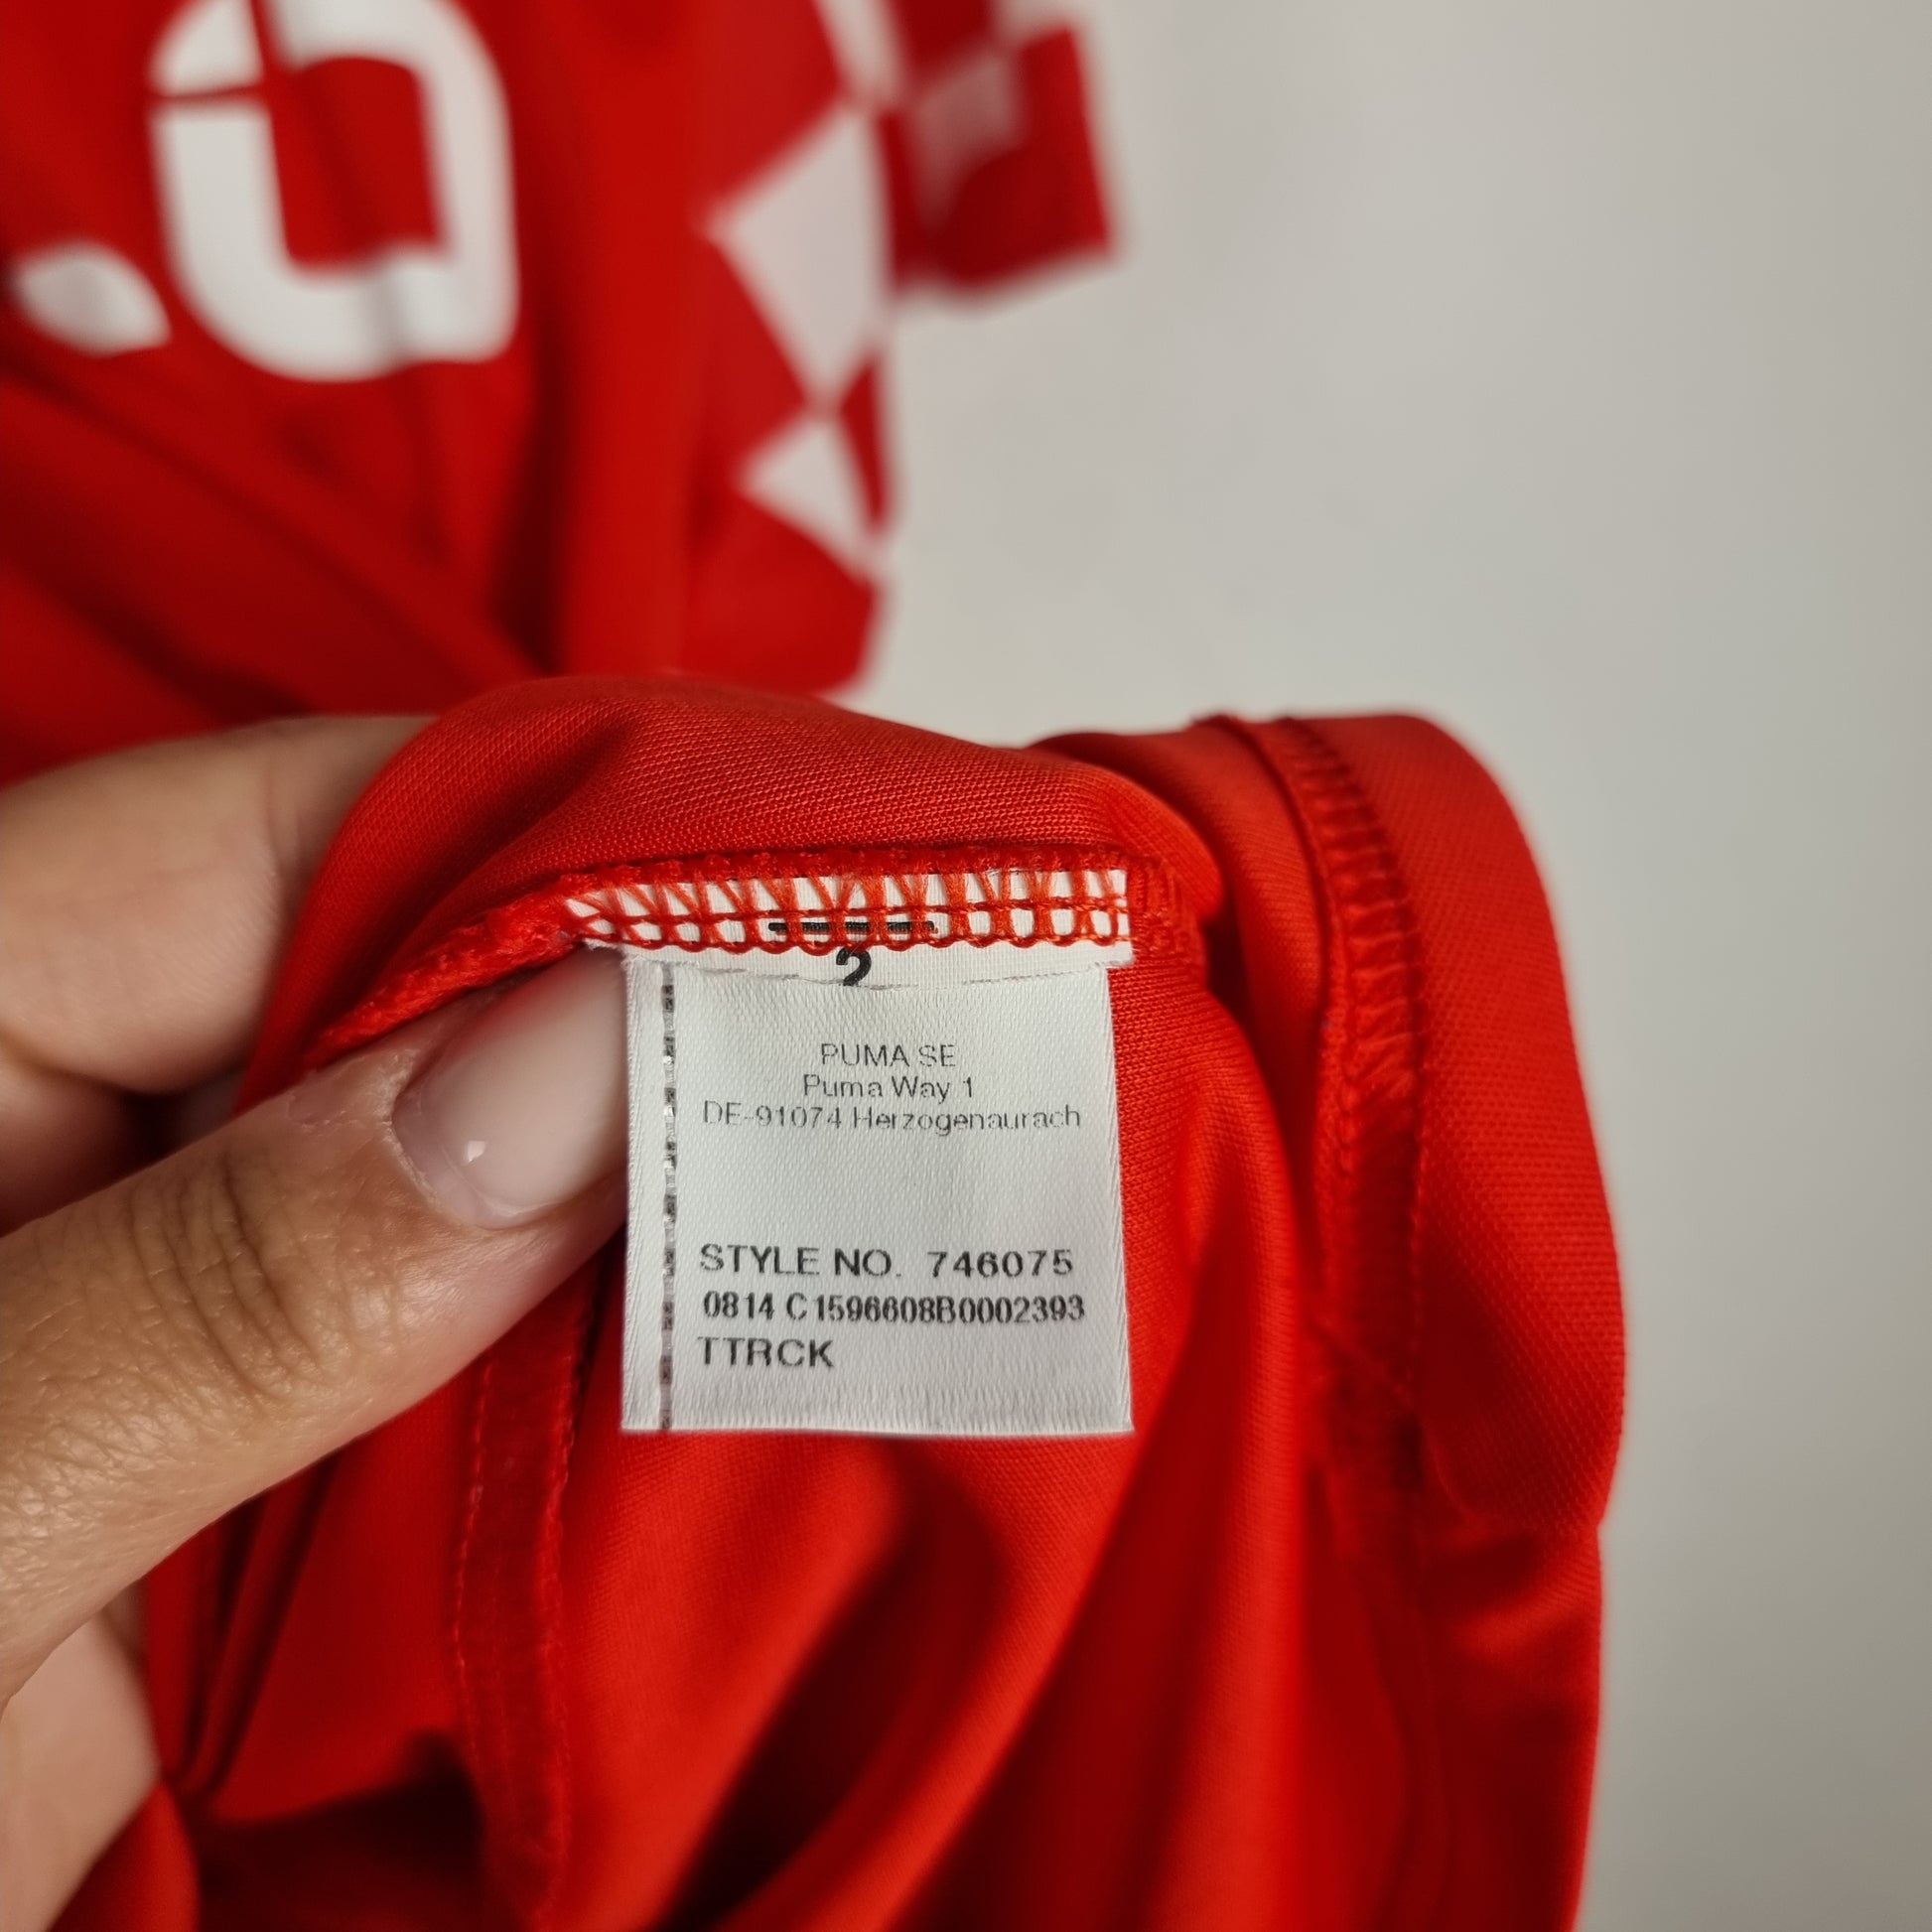 2
PUMA SE
Puma Way 1
DE-91074 Herzogenaurach
STYLE NO. 746075
0814 C1596608B0002393
TTRCK